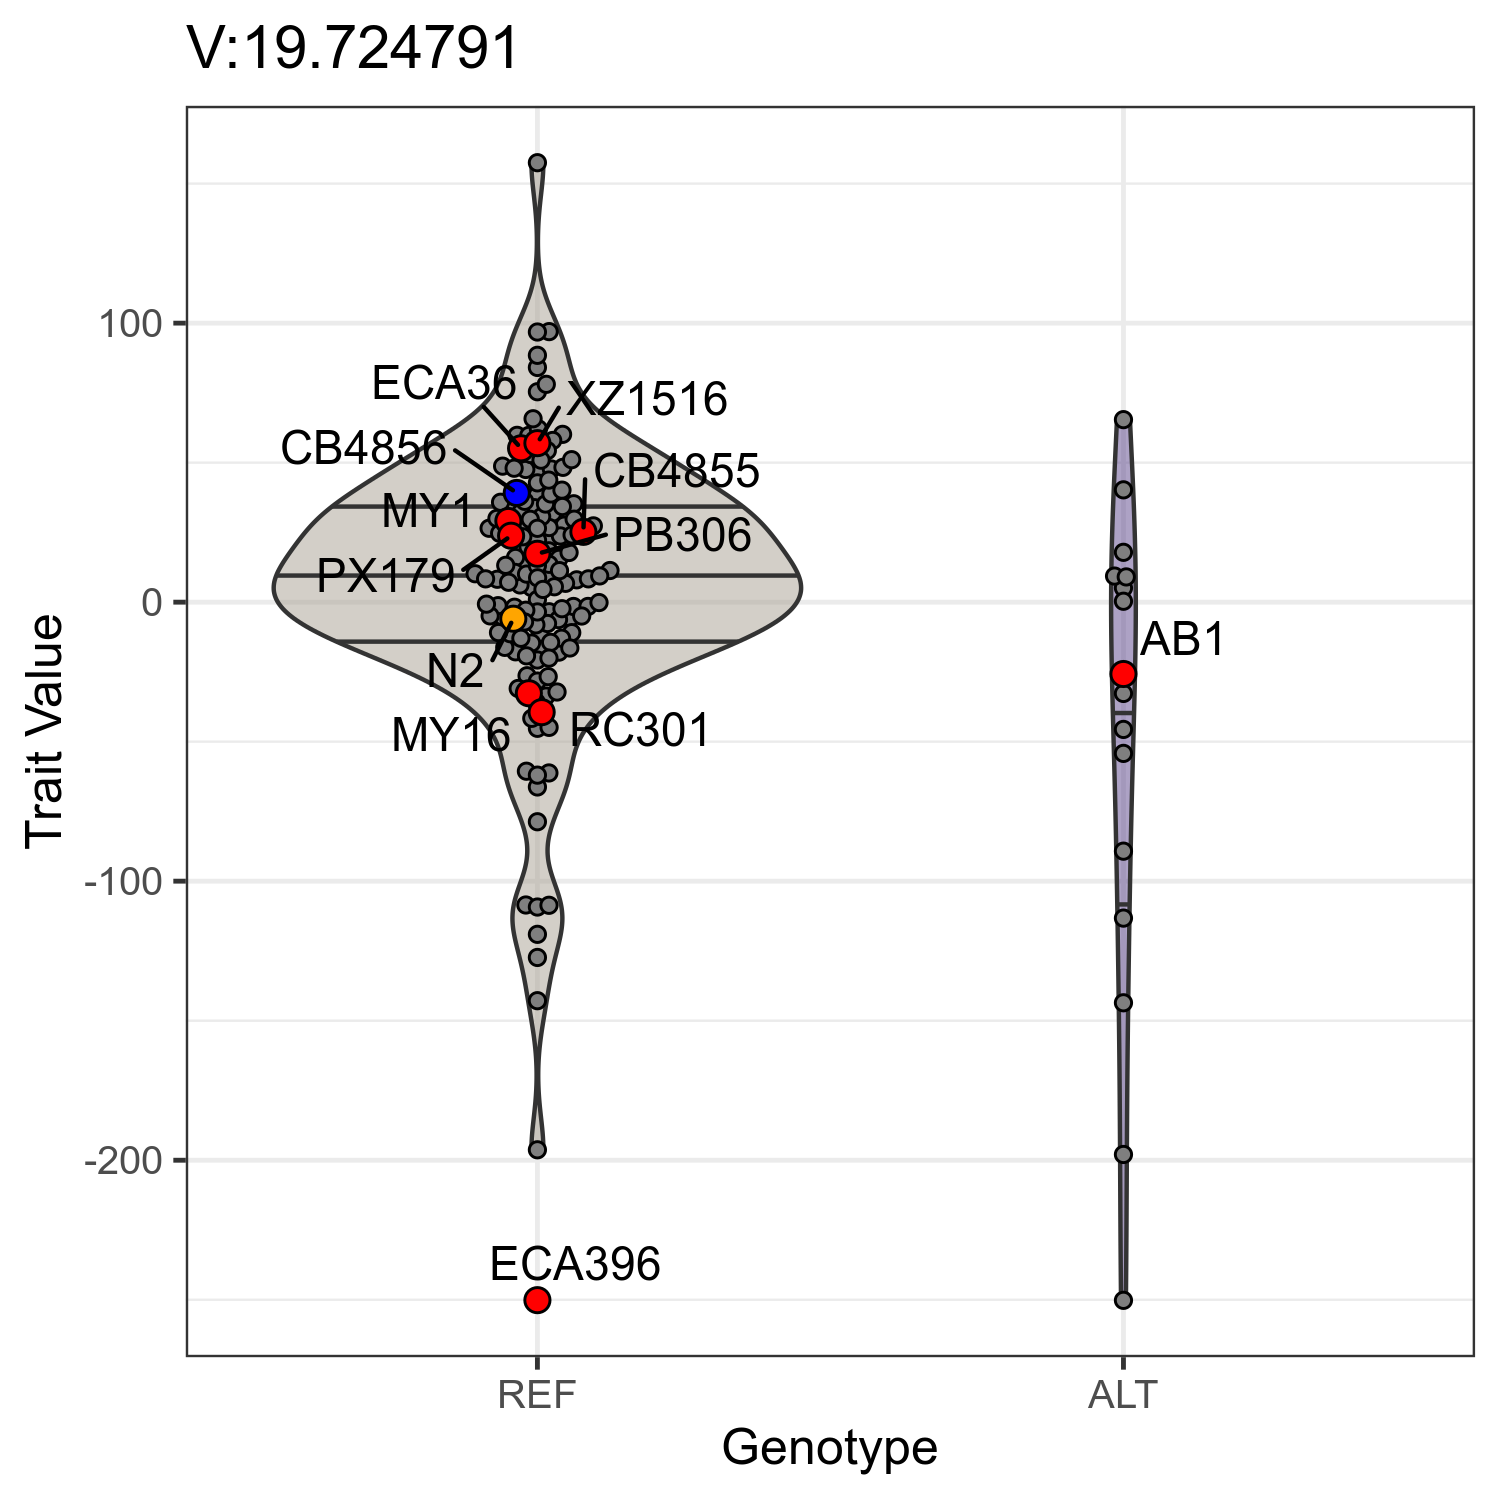 V:19.724791
Trait Value
100
0
-100
-200
ECA36
XZ1516
CB4856
CB4855
MY1
PB306
PX179
N2
AB1
MY16
RC301
ECA396
REF
ALT
Genotype